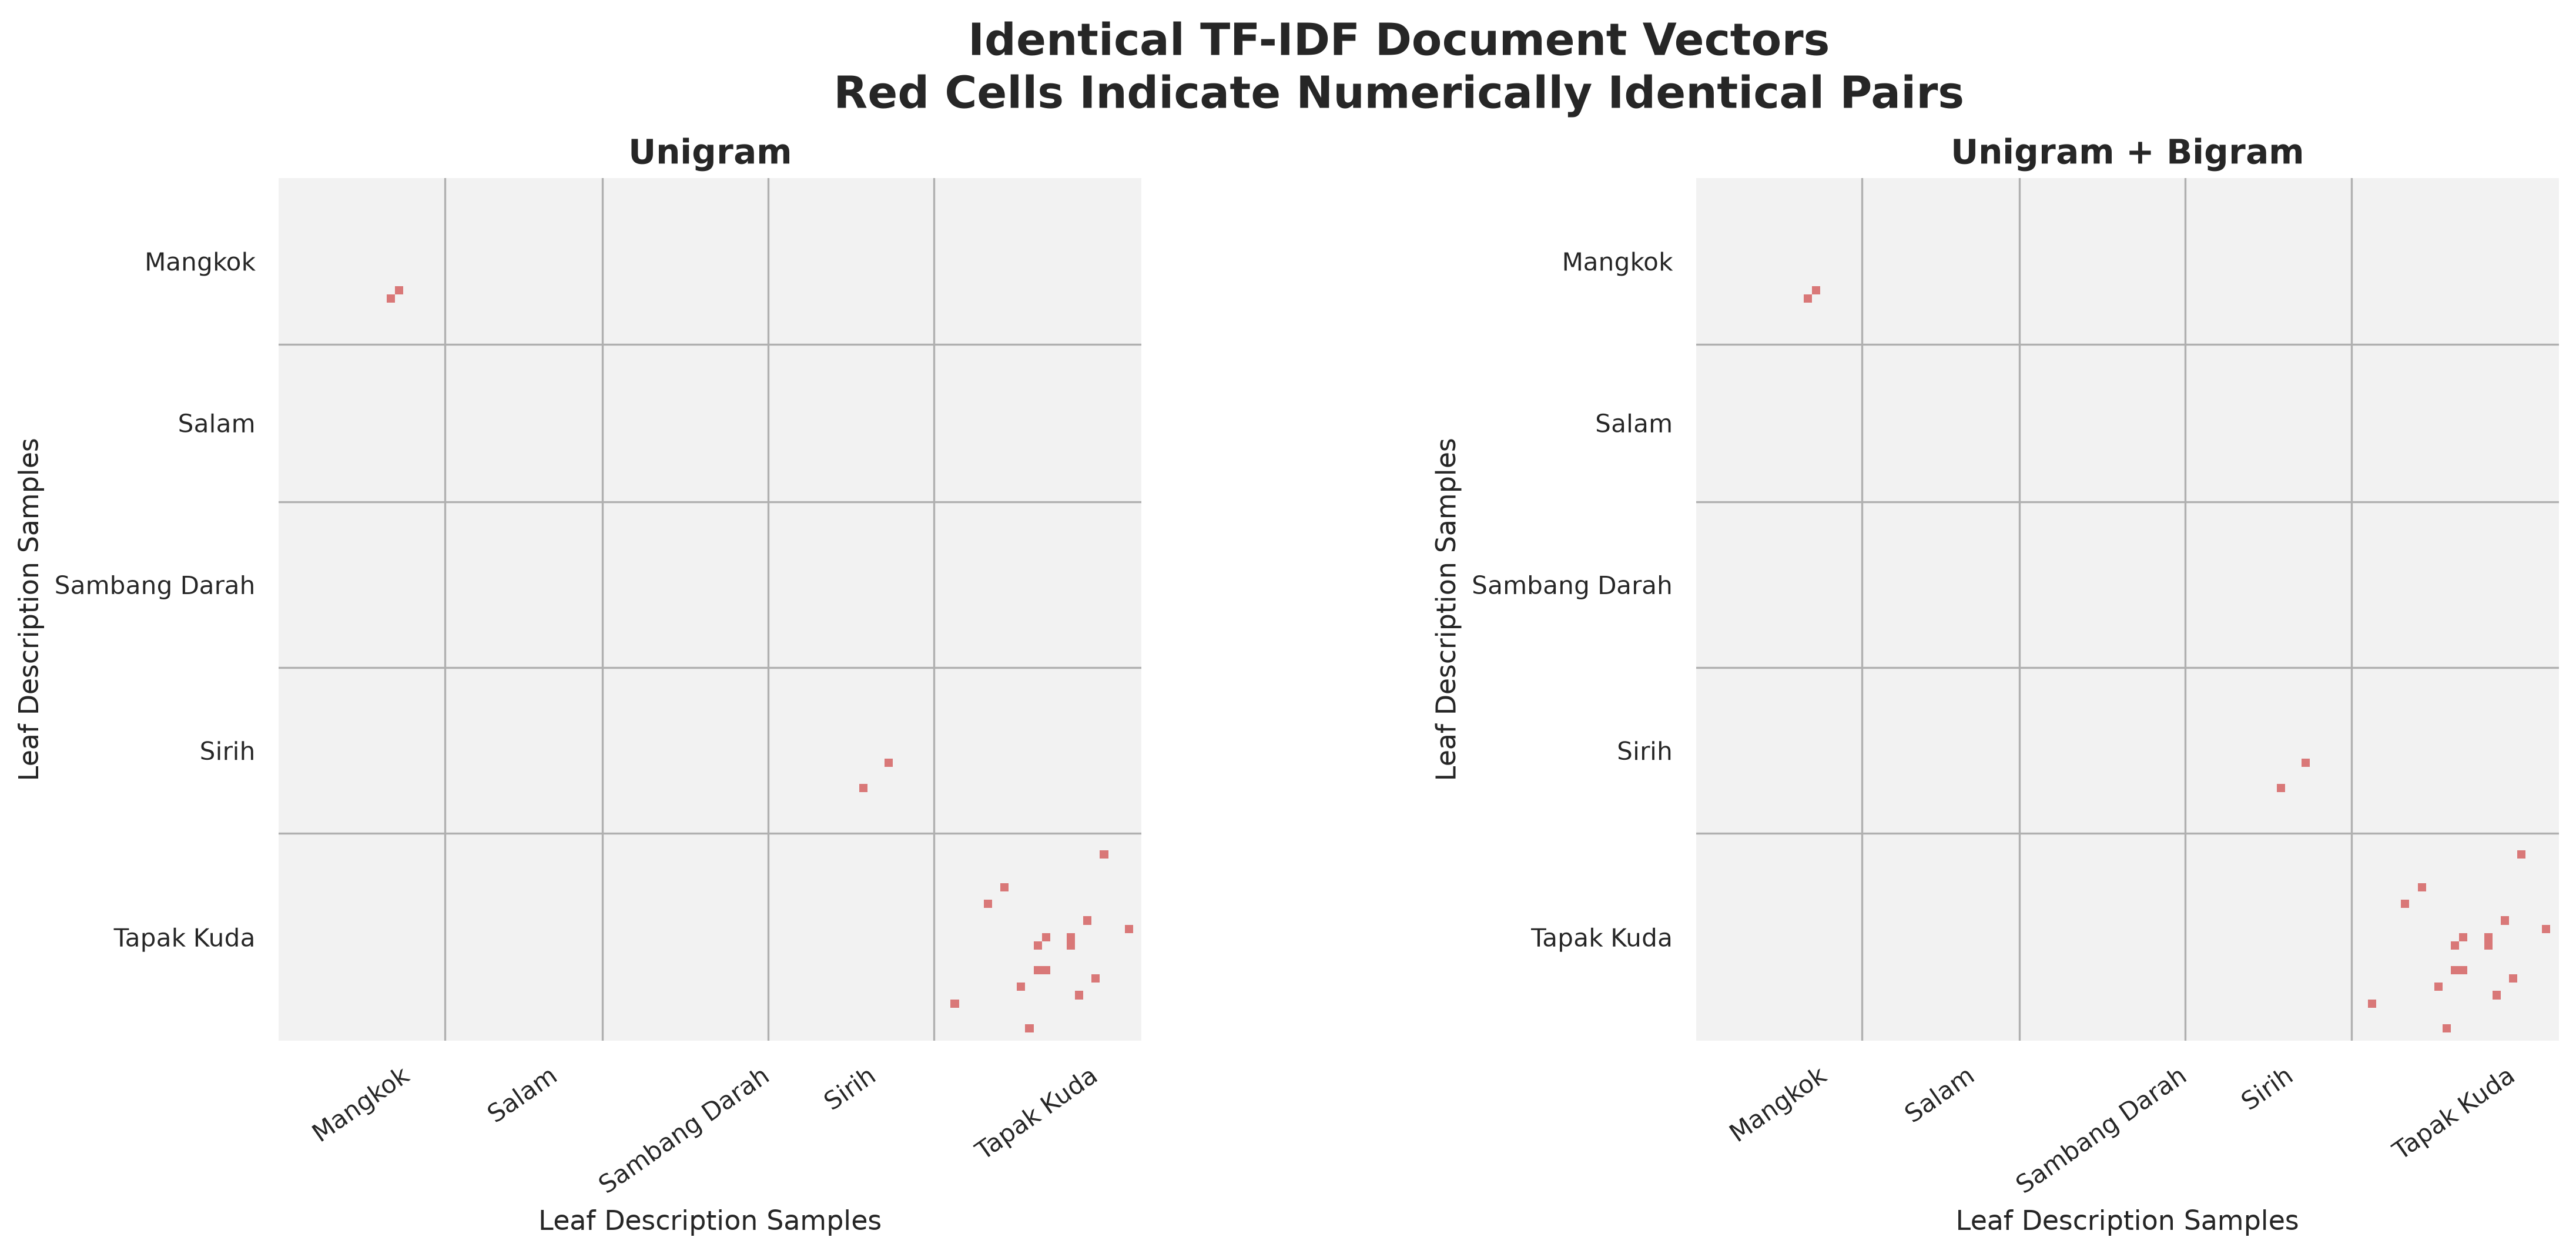 Identical TF-IDF Document Vectors
Red Cells Indicate Numerically Identical Pairs
Unigram
Leaf Description Samples
Mangkok
Salam
Sambang Darah
Sirih
Tapak Kuda
Mangkok
Salam
Sambang Darah
Sirih
Tapak Kuda
Leaf Description Samples
Unigram + Bigram
Leaf Description Samples
Mangkok
Salam
Sambang Darah
Sirih
Tapak Kuda
Mangkok
Salam
Sambang Darah
Sirih
Tapak Kuda
Leaf Description Samples